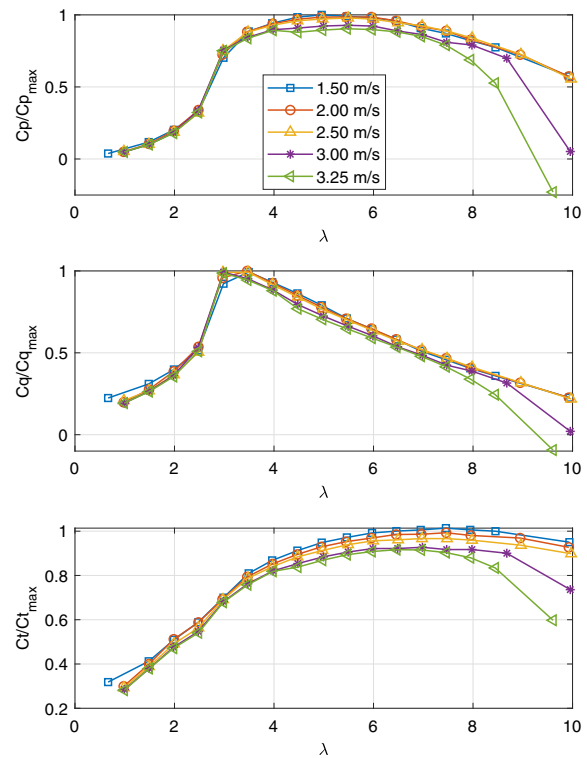 1
0.5
0
Cp/Cp_max
1.50 m/s
2.00 m/s
2.50 m/s
3.00 m/s
3.25 m/s
0 2 4 6 8 10
λ
1
0.5
0
Cq/Cq_max
0 2 4 6 8 10
λ
1
0.8
0.6
0.4
0.2
Ct/Ct_max
0 2 4 6 8 10
λ